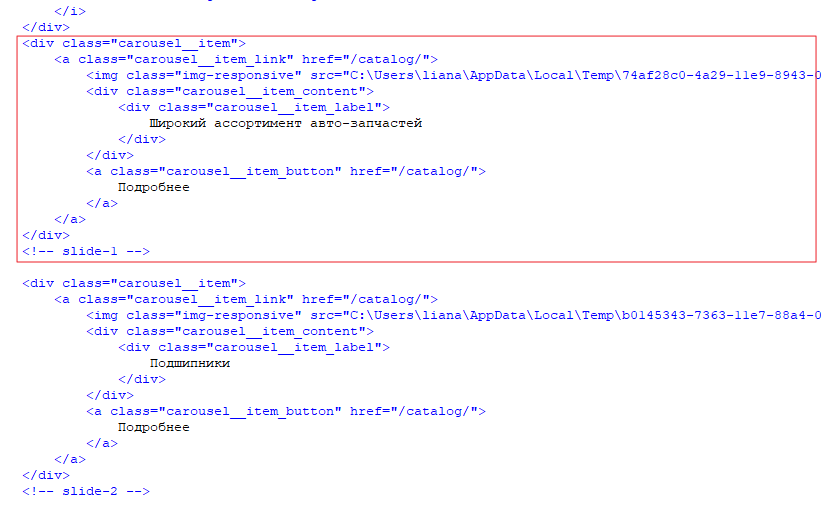 </i>
</div>
<div class="carousel__item">
<a class="carousel__item_link" href="/catalog/">
<img class="img-responsive" src="C:\Users\liana\AppData\Local\Temp\74af28c0-4a29-11e9-8943-0
<div class="carousel__item_content">
<div class="carousel__item_label">
Широкий ассортимент авто-запчастей
</div>
</div>
<a class="carousel__item_button" href="/catalog/">
Подробнее
</a>
</a>
</div>
<!-- slide-1 -->
<div class="carousel__item">
<a class="carousel__item_link" href="/catalog/">
<img class="img-responsive" src="C:\Users\liana\AppData\Local\Temp\b0145343-7363-11e7-88a4-0
<div class="carousel__item_content">
<div class="carousel__item_label">
Подшипники
</div>
</div>
<a class="carousel__item_button" href="/catalog/">
Подробнее
</a>
</a>
</div>
<!-- slide-2 -->